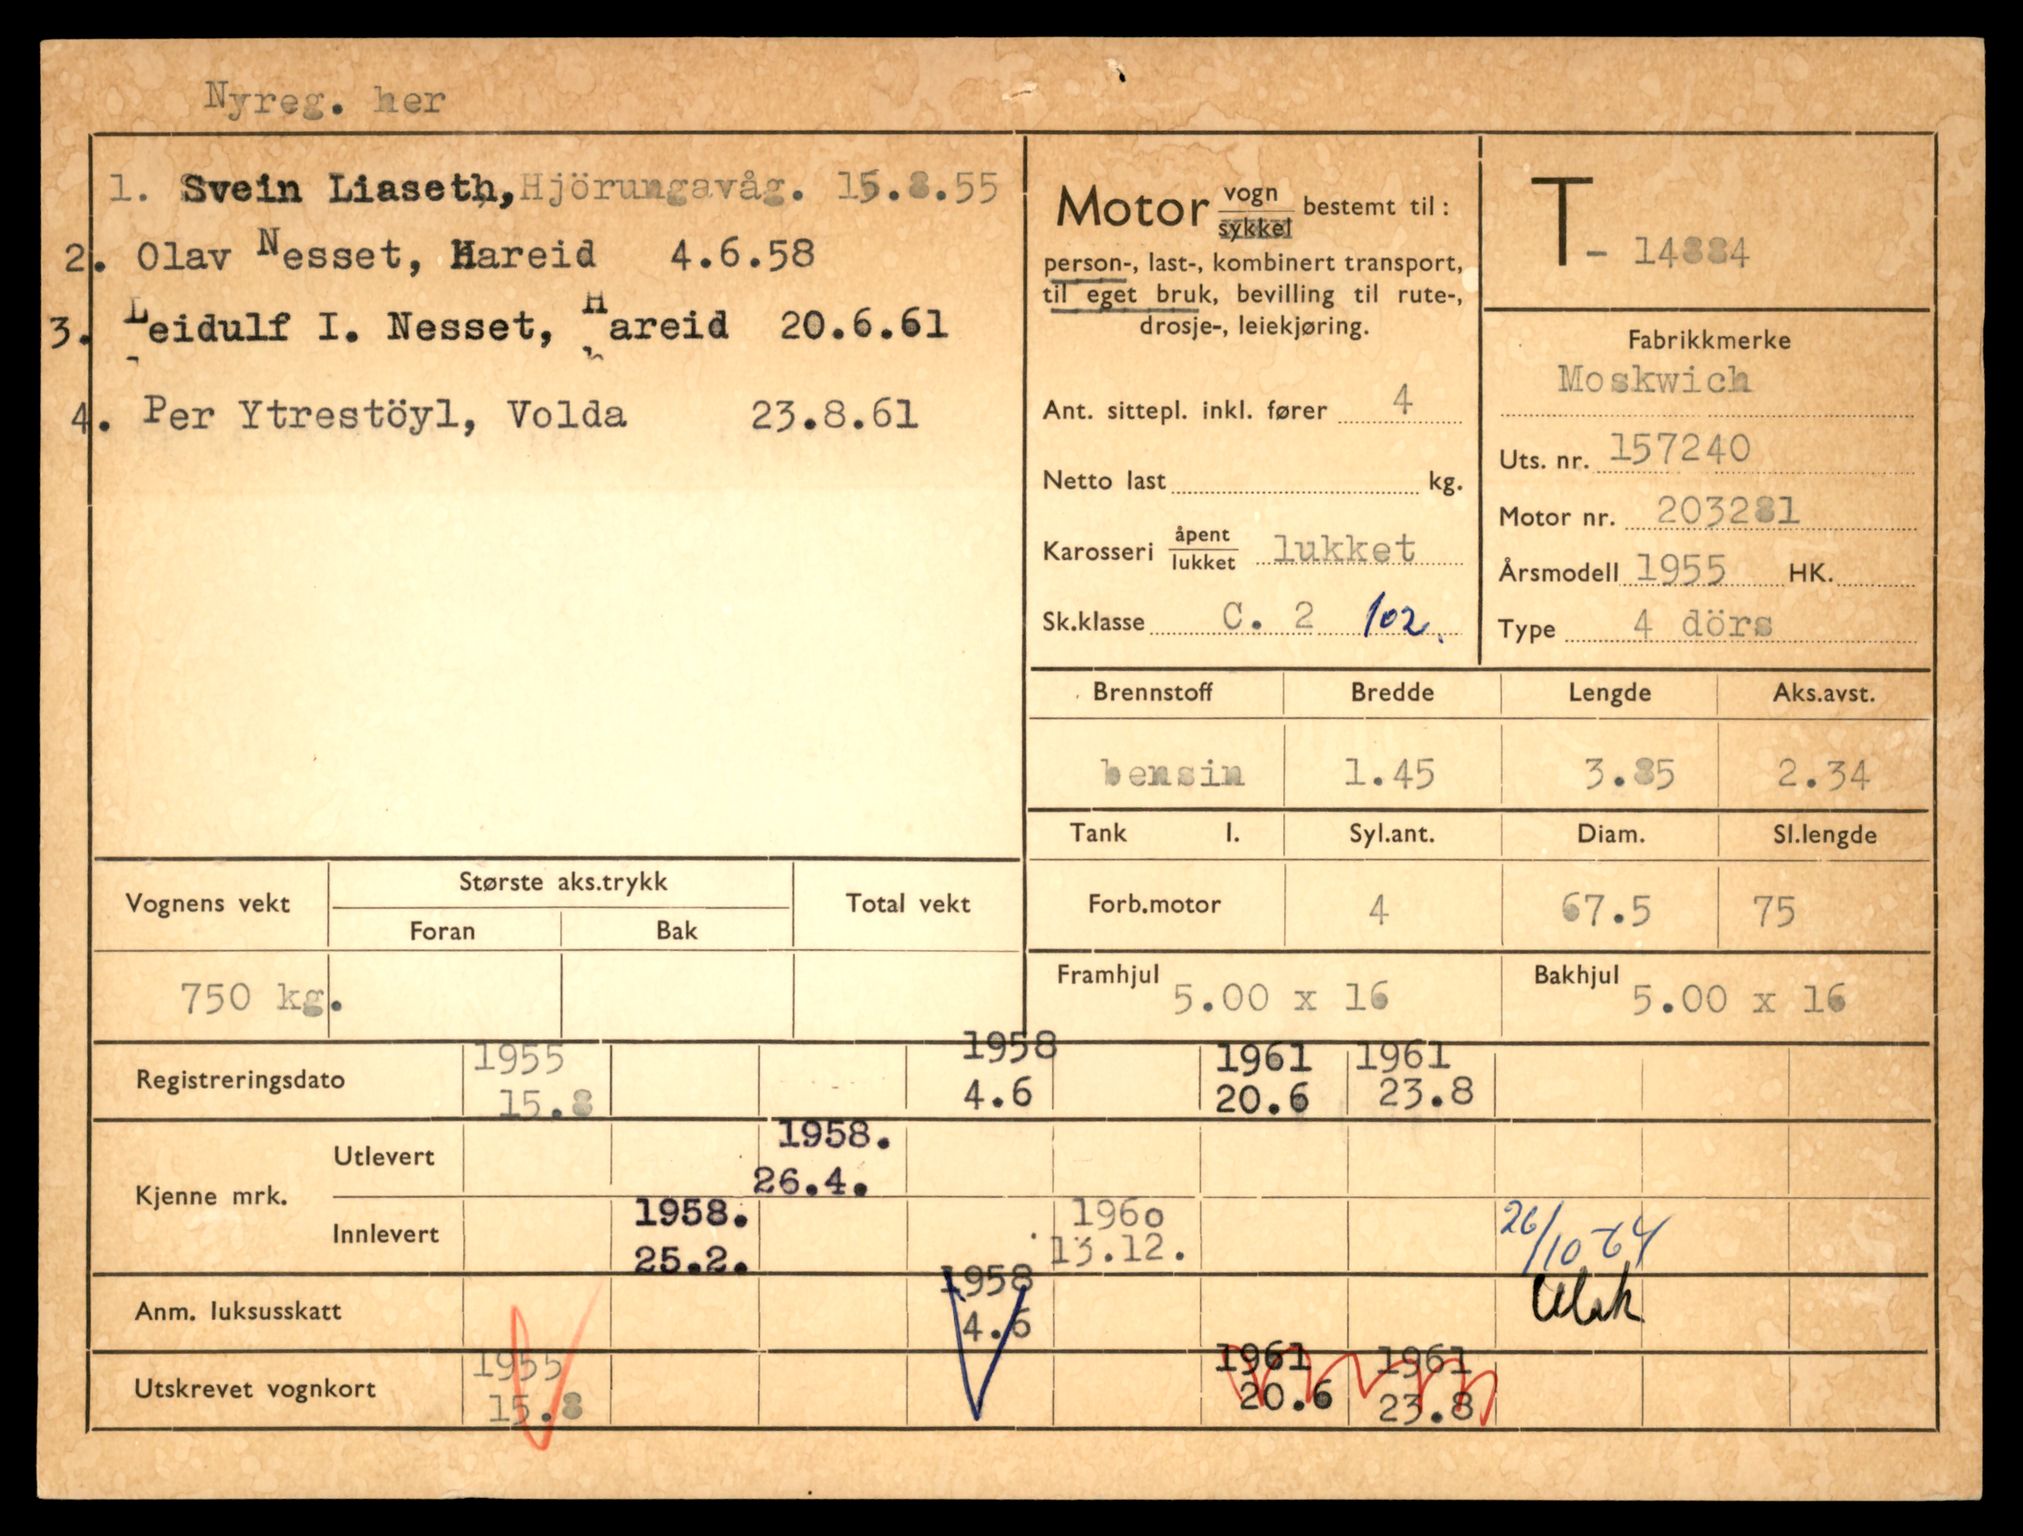 Nyreg. her
1. Svein Liaseth, Hjörungavåg. 15.8.55
2. Olav Nesset, Hareid 4.6.58
3. Leidulf I. Nesset, Hareid 20.6.61
4. Per Ytrestöyl, Volda 23.8.61
Motor vogn/sykkel bestemt til:
person-, last-, kombinert transport,
til eget bruk, bevilling til rute-,
drosje-, leiekjøring.
Ant. sittepl. inkl. fører 4
Netto last kg.
Karosseri åpent/lukket lukket
Sk.klasse C. 2 102.
T- 14884
Fabrikkmerke
Moskwich
Uts. nr. 157240
Motor nr. 203281
Årsmodell 1955 HK.
Type 4 dörs
Brennstoff Bredde Lengde Aks.avst.
bensin 1.45 3.85 2.34
Tank l. Syl.ant. Diam. Sl.lengde
Forb.motor 4 67.5 75
Framhjul 5.00 x 16 Bakhjul 5.00 x 16
Vognens vekt Største aks.trykk Total vekt
Foran Bak
750 kg.
Registreringsdato 1955 1958 1961 1961
15.8 4.6 20.6 23.8
Kjenne mrk. Utlevert 1958.
26.4.
Innlevert 1958. 1960 26/10-64
25.2. 13.12.
Anm. luksusskatt 1958
4.6
Utskrevet vognkort 1955 1961 1961
15.8 20.6 23.8